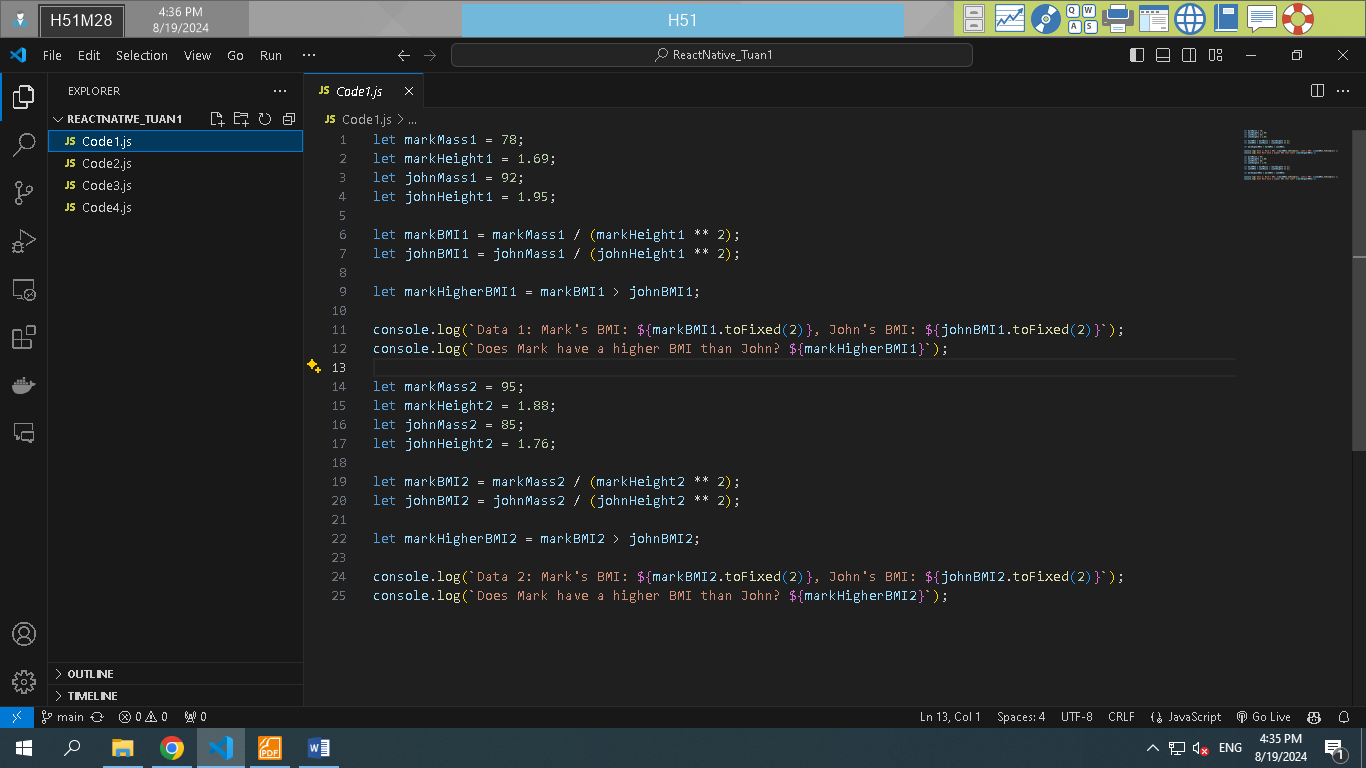 H51M28
4:36 PM
8/19/2024
H51
Q W
A S
File Edit Selection View Go Run ···
ReactNative_Tuan1
EXPLORER ···
JS Code1.js
REACTNATIVE_TUAN1
JS Code1.js
JS Code2.js
JS Code3.js
JS Code4.js
OUTLINE
TIMELINE
JS Code1.js > ...
1 let markMass1 = 78;
2 let markHeight1 = 1.69;
3 let johnMass1 = 92;
4 let johnHeight1 = 1.95;
5
6 let markBMI1 = markMass1 / (markHeight1 ** 2);
7 let johnBMI1 = johnMass1 / (johnHeight1 ** 2);
8
9 let markHigherBMI1 = markBMI1 > johnBMI1;
10
11 console.log(`Data 1: Mark's BMI: ${markBMI1.toFixed(2)}, John's BMI: ${johnBMI1.toFixed(2)}`);
12 console.log(`Does Mark have a higher BMI than John? ${markHigherBMI1}`);
13
14 let markMass2 = 95;
15 let markHeight2 = 1.88;
16 let johnMass2 = 85;
17 let johnHeight2 = 1.76;
18
19 let markBMI2 = markMass2 / (markHeight2 ** 2);
20 let johnBMI2 = johnMass2 / (johnHeight2 ** 2);
21
22 let markHigherBMI2 = markBMI2 > johnBMI2;
23
24 console.log(`Data 2: Mark's BMI: ${markBMI2.toFixed(2)}, John's BMI: ${johnBMI2.toFixed(2)}`);
25 console.log(`Does Mark have a higher BMI than John? ${markHigherBMI2}`);
main 0 0 0 Ln 13, Col 1 Spaces: 4 UTF-8 CRLF JavaScript Go Live
PDF W ENG
4:35 PM
8/19/2024
1